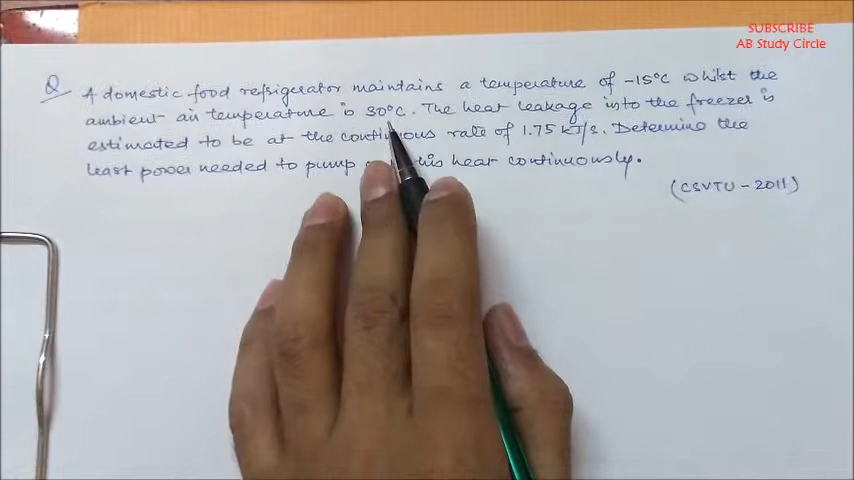 SUBSCRIBE
AB Study Circle
Q A domestic food refrigerator maintains a temperature of -15°C whilst the
ambient air temperature is 30°C. The heat leakage into the freezer is
estimated to be at the continuous rate of 1.75 kJ/s. Determine the
least power needed to pump his heat continuously.
(CSVTU - 2011)